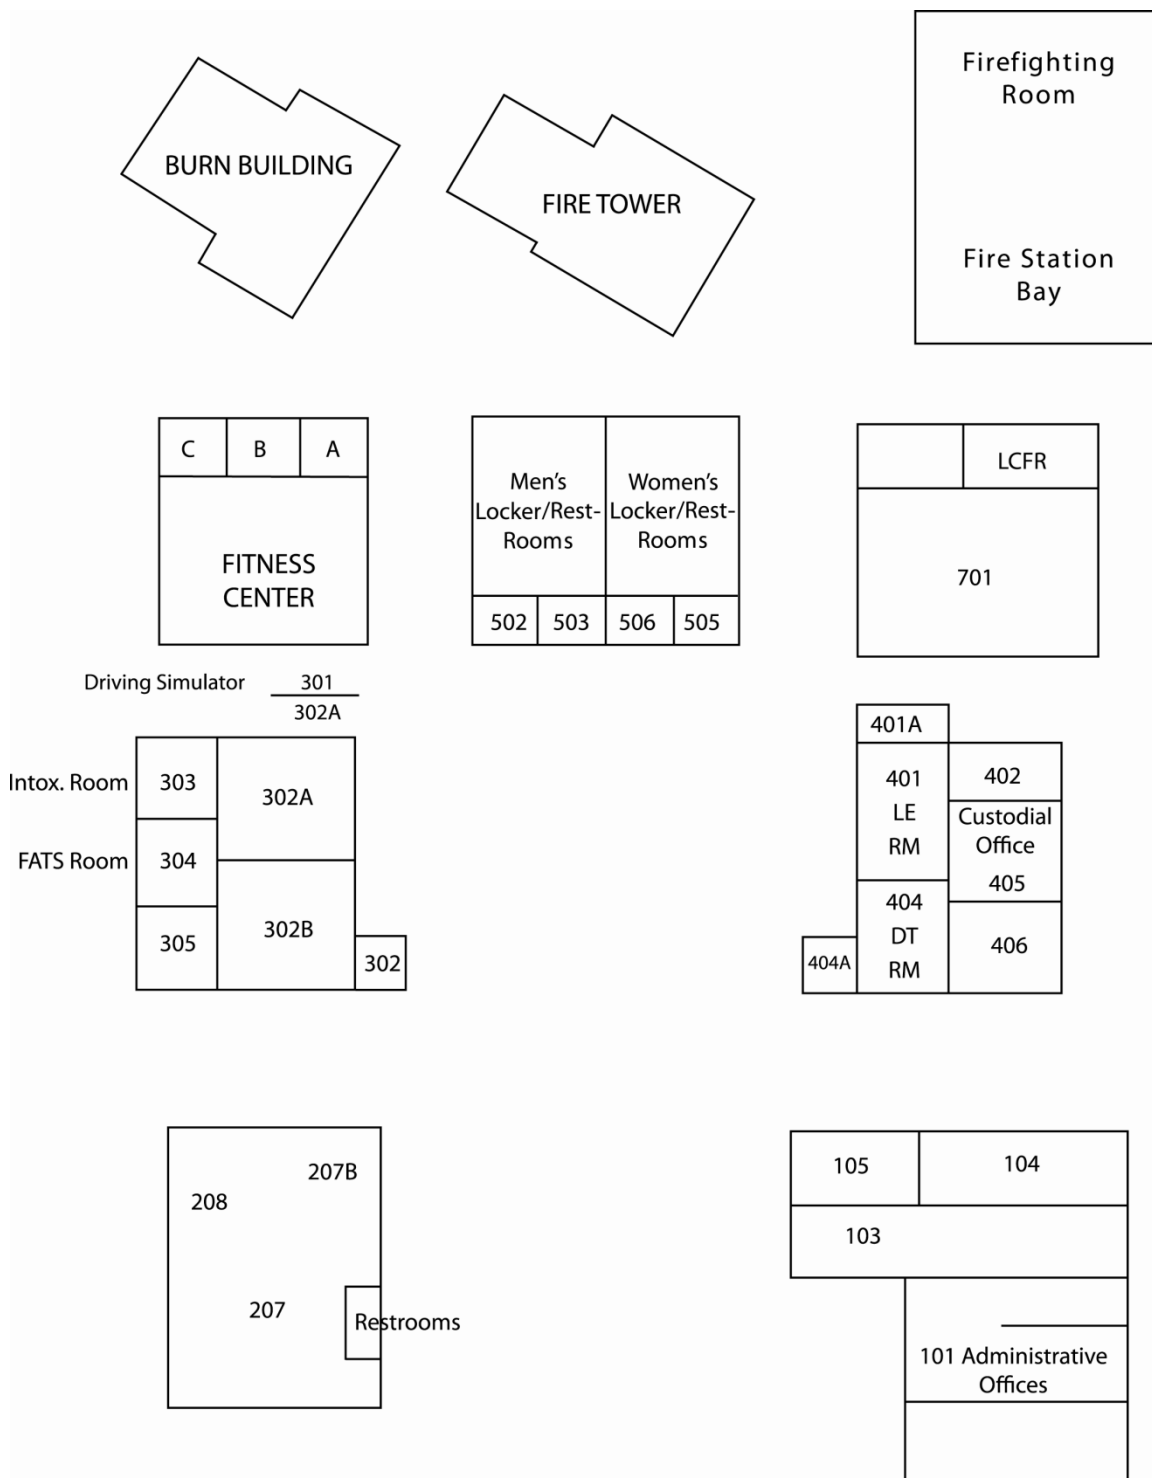 Firefighting
Room
BURN BUILDING
FIRE TOWER
Fire Station
Bay
C
B
A
FITNESS
CENTER
Men's
Locker/Rest-
Rooms
Women's
Locker/Rest-
Rooms
502
503
506
505
LCFR
701
Driving Simulator
301
302A
Intox. Room
303
302A
FATS Room
304
305
302B
302
401A
401
LE
RM
402
Custodial
Office
405
404
DT
RM
404A
406
207B
208
207
Restrooms
105
104
103
101 Administrative
Offices